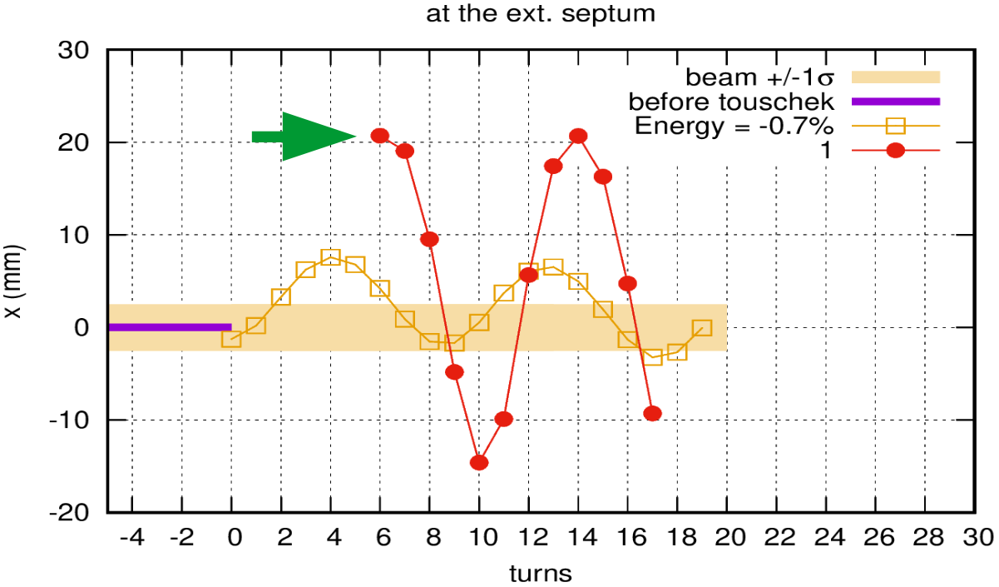 at the ext. septum
30
20
10
0
-10
-20
x (mm)
beam +/-1σ
before touschek
Energy = -0.7%
1
-4 -2 0 2 4 6 8 10 12 14 16 18 20 22 24 26 28 30
turns